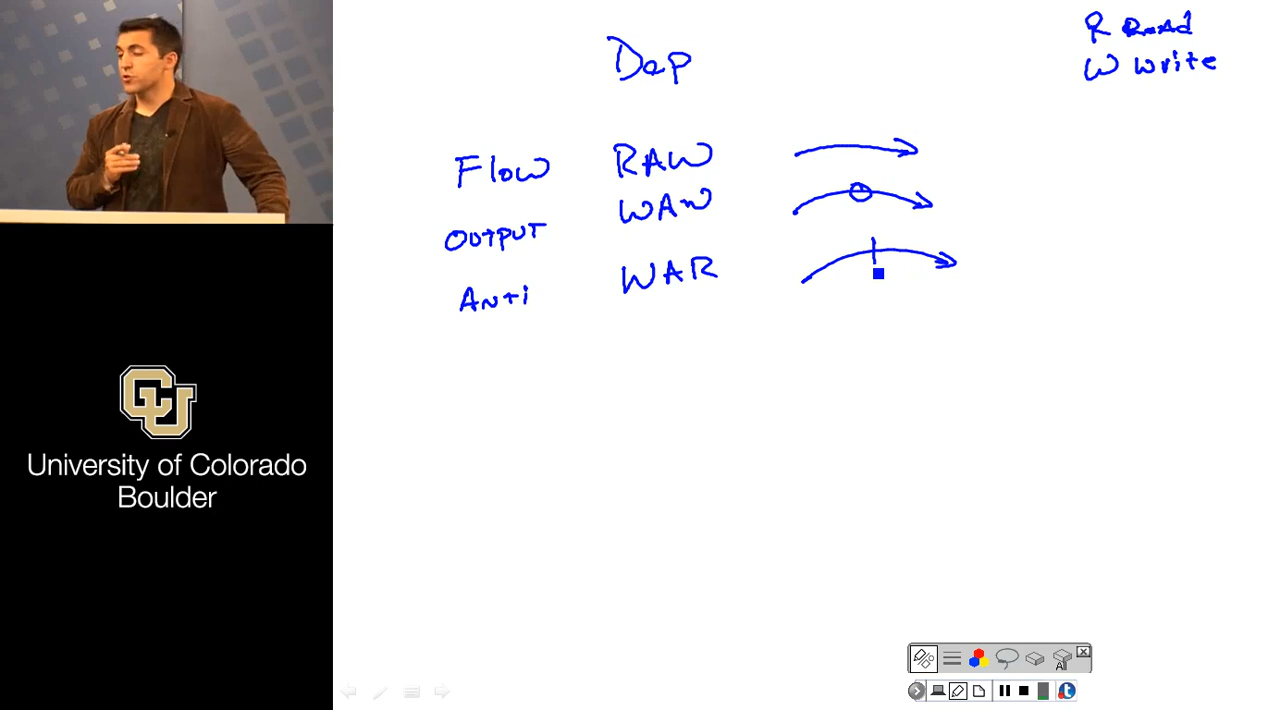 R Read
W write
Dep
Flow RAW
OUTPUT WAW
Anti WAR
University of Colorado
Boulder